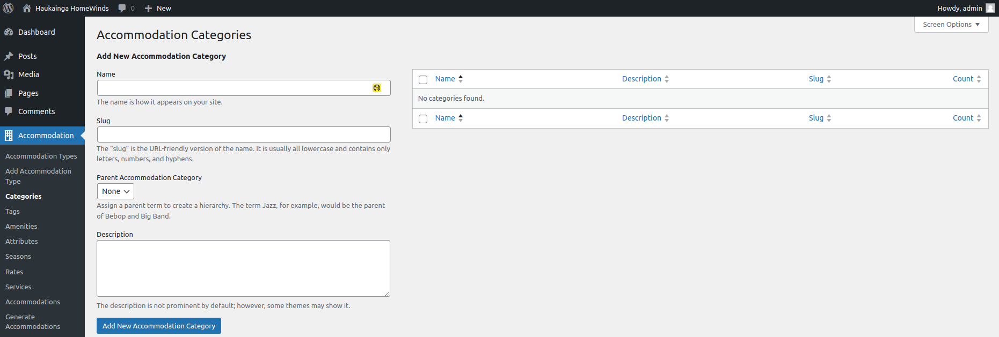 Haukainga HomeWinds 0 New Howdy, admin
Screen Options
Dashboard
Posts
Media
Pages
Comments
Accommodation
Accommodation Types
Add Accommodation
Type
Categories
Tags
Amenities
Attributes
Seasons
Rates
Services
Accommodations
Generate
Accommodations
Accommodation Categories
Add New Accommodation Category
Name
The name is how it appears on your site.
Slug
The “slug” is the URL-friendly version of the name. It is usually all lowercase and contains only
letters, numbers, and hyphens.
Parent Accommodation Category
None
Assign a parent term to create a hierarchy. The term Jazz, for example, would be the parent
of Bebop and Big Band.
Description
The description is not prominent by default; however, some themes may show it.
Add New Accommodation Category
Name Description Slug Count
No categories found.
Name Description Slug Count